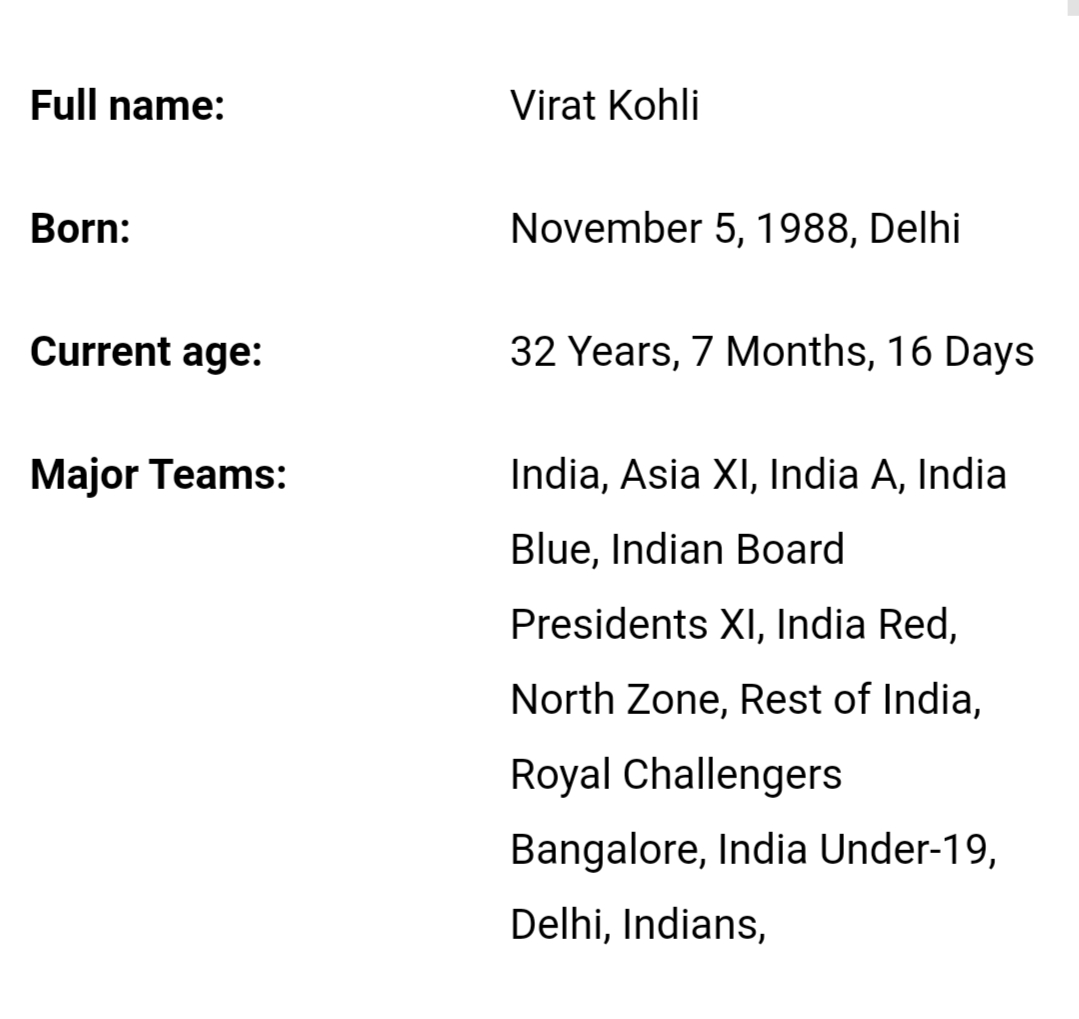 Full name: Virat Kohli
Born: November 5, 1988, Delhi
Current age: 32 Years, 7 Months, 16 Days
Major Teams: India, Asia XI, India A, India
Blue, Indian Board
Presidents XI, India Red,
North Zone, Rest of India,
Royal Challengers
Bangalore, India Under-19,
Delhi, Indians,